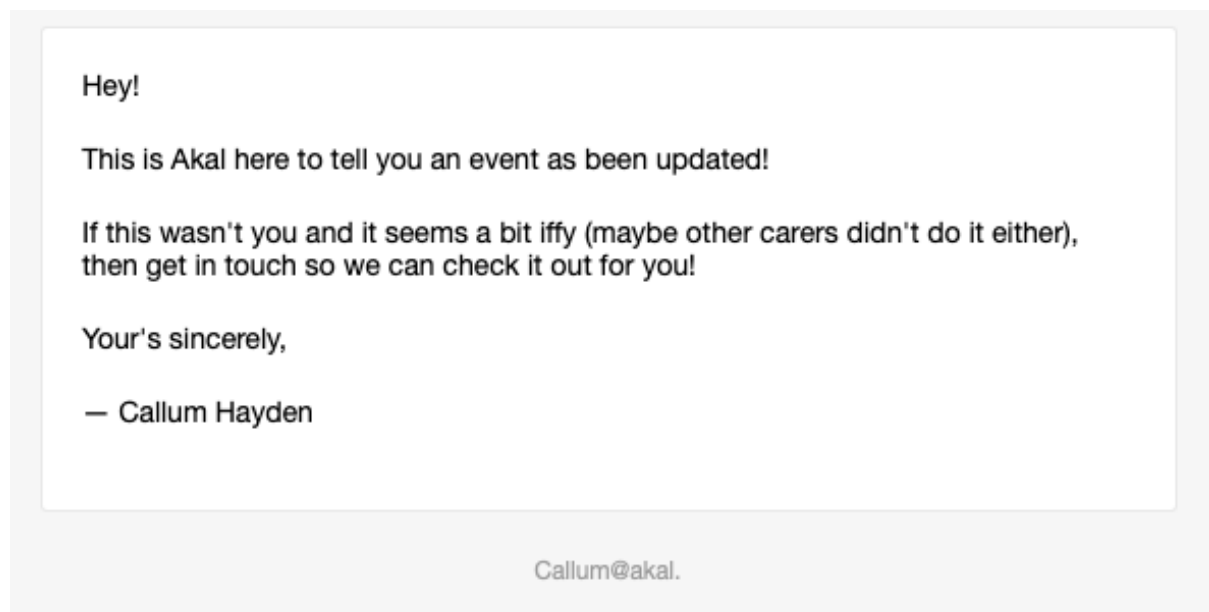 Hey!
This is Akal here to tell you an event as been updated!
If this wasn't you and it seems a bit iffy (maybe other carers didn't do it either),
then get in touch so we can check it out for you!
Your's sincerely,
— Callum Hayden
Callum@akal.